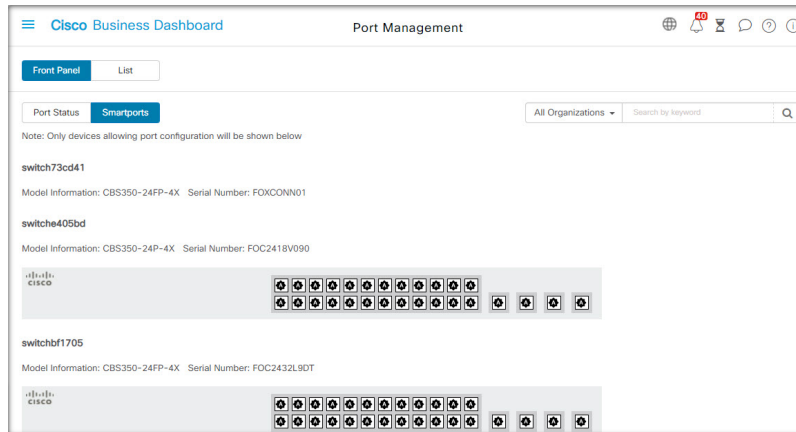 Cisco Business Dashboard
Port Management
40
Front Panel
List
Port Status
Smartports
All Organizations
Search by keyword
Note: Only devices allowing port configuration will be shown below
switch73cd41
Model Information: CBS350-24FP-4X Serial Number: FOXCONN01
switche405bd
Model Information: CBS350-24P-4X Serial Number: FOC2418V090
CISCO
switchbf1705
Model Information: CBS350-24FP-4X Serial Number: FOC2432L9DT
CISCO